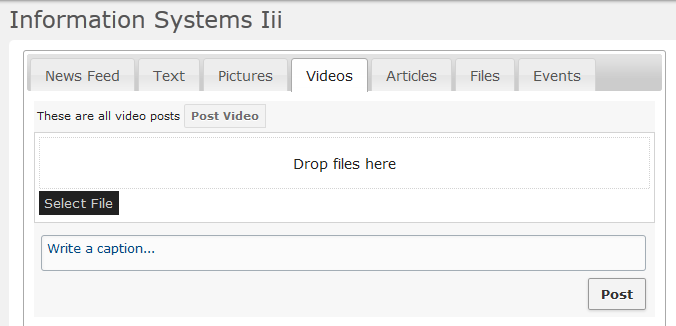 Information Systems Iii
News Feed Text Pictures Videos Articles Files Events
These are all video posts Post Video
Drop files here
Select File
Write a caption...
Post